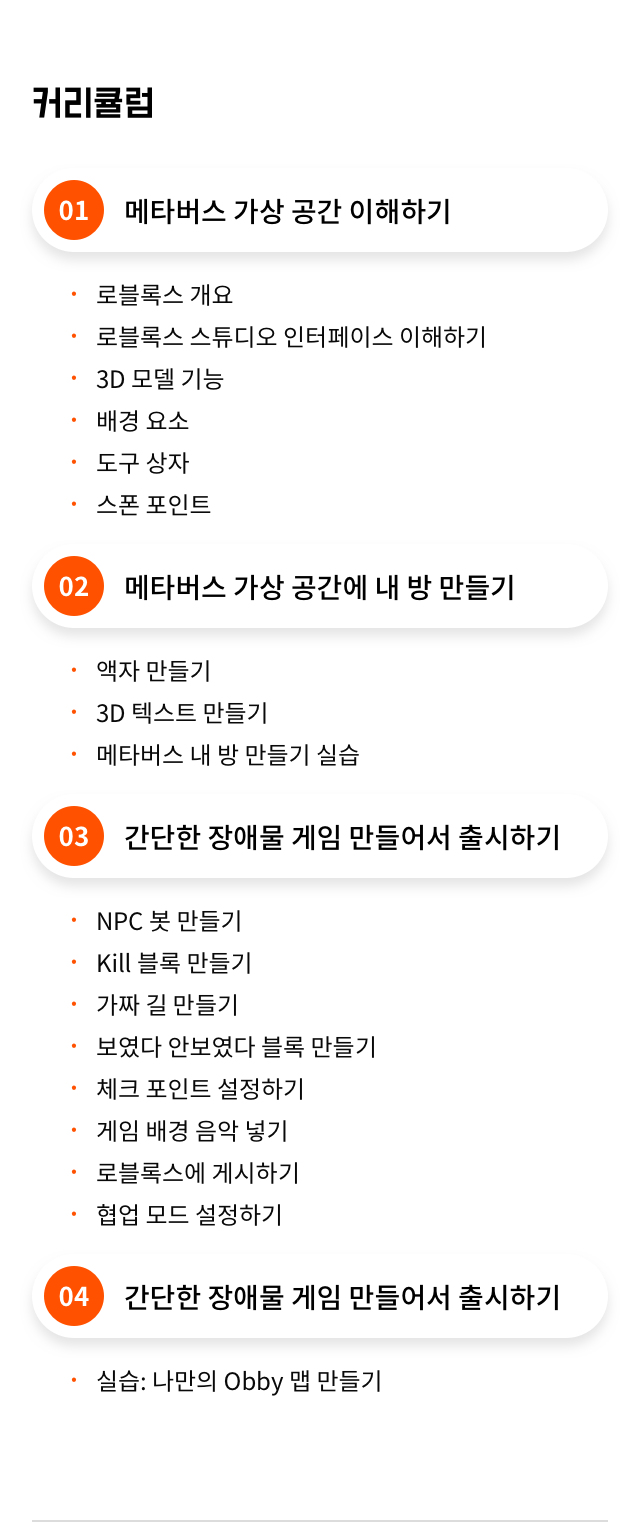 커리큘럼
01 메타버스 가상 공간 이해하기
• 로블록스 개요
• 로블록스 스튜디오 인터페이스 이해하기
• 3D 모델 기능
• 배경 요소
• 도구 상자
• 스폰 포인트
02 메타버스 가상 공간에 내 방 만들기
• 액자 만들기
• 3D 텍스트 만들기
• 메타버스 내 방 만들기 실습
03 간단한 장애물 게임 만들어서 출시하기
• NPC 봇 만들기
• Kill 블록 만들기
• 가짜 길 만들기
• 보였다 안보였다 블록 만들기
• 체크 포인트 설정하기
• 게임 배경 음악 넣기
• 로블록스에 게시하기
• 협업 모드 설정하기
04 간단한 장애물 게임 만들어서 출시하기
• 실습: 나만의 Obby 맵 만들기